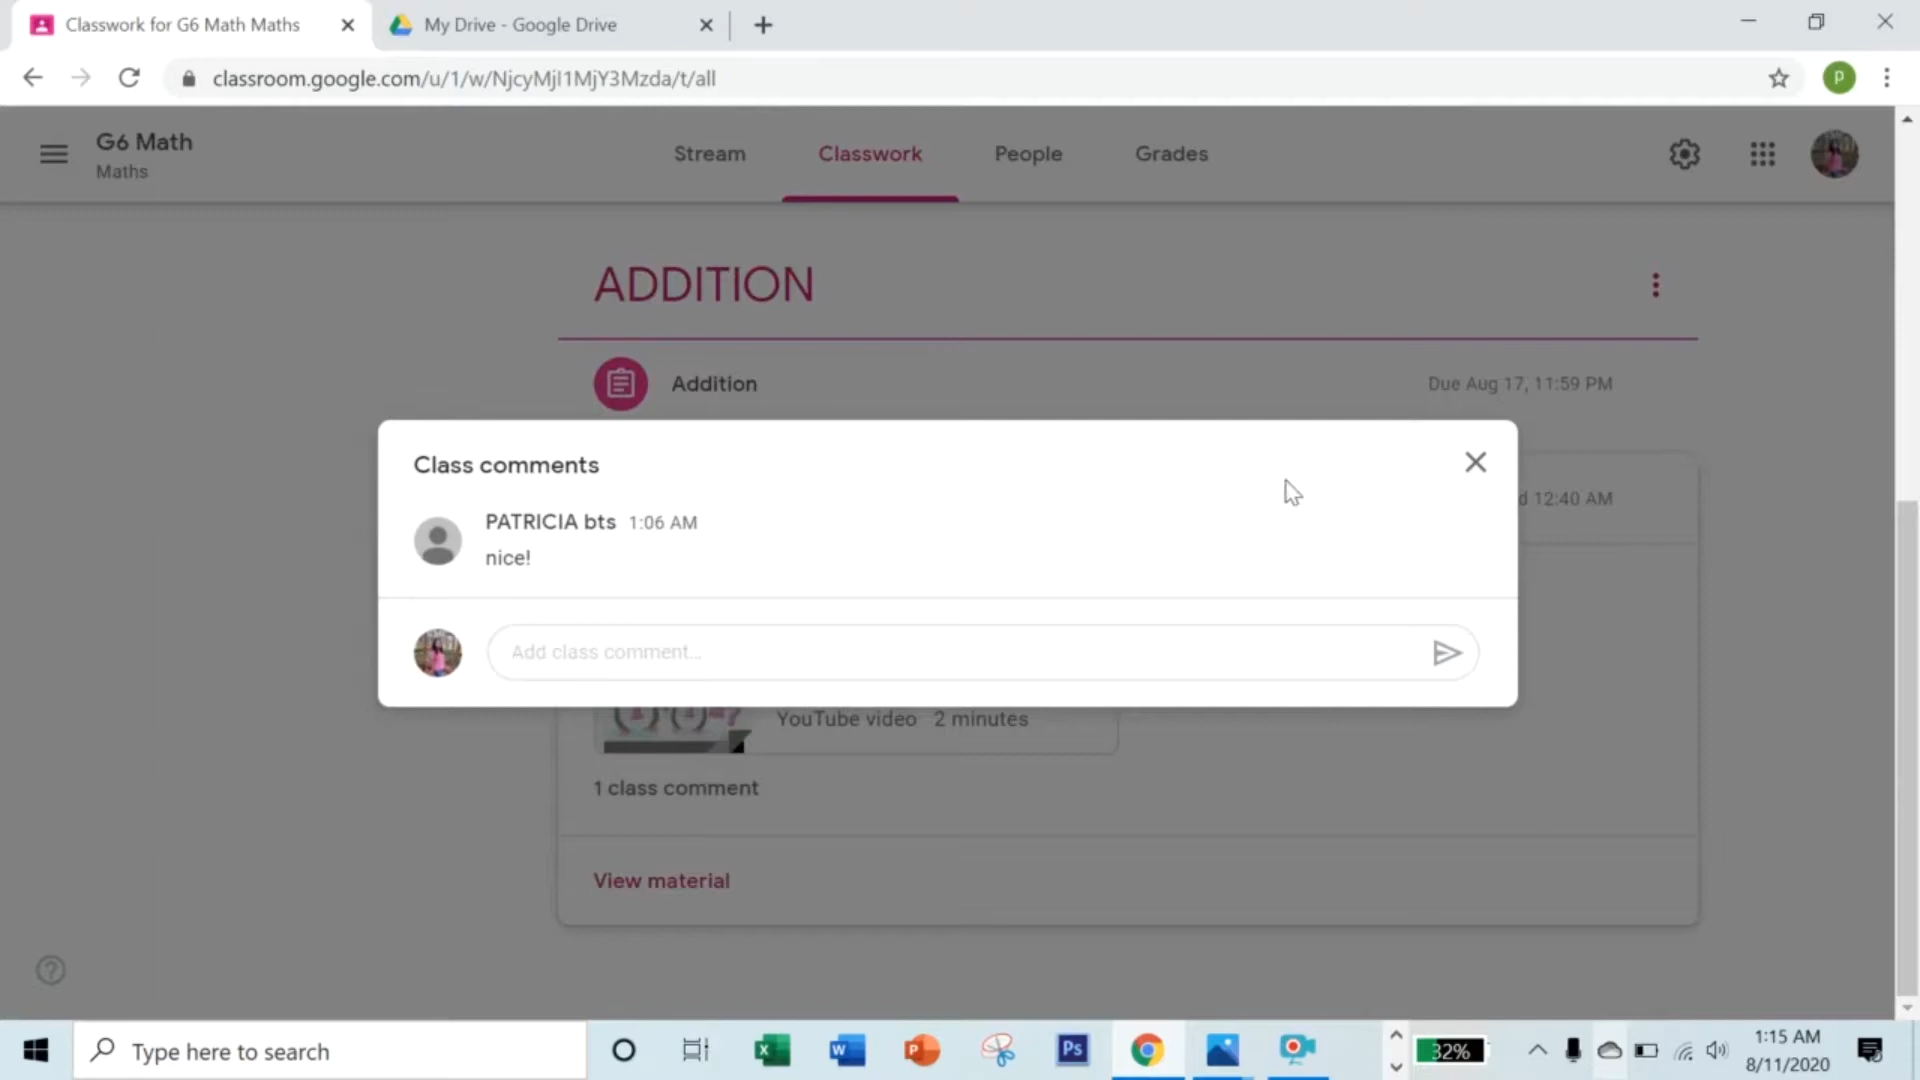 Classwork for G6 Math Maths
My Drive - Google Drive
classroom.google.com/u/1/w/NjcyMjI1MjY3Mzda/t/all
P
G6 Math
Maths
Stream
Classwork
People
Grades
ADDITION
Addition
Due Aug 17, 11:59 PM
Class comments
d 12:40 AM
PATRICIA bts 1:06 AM
nice!
Add class comment...
YouTube video 2 minutes
1 class comment
View material
Type here to search
Ps
32%
1:15 AM
8/11/2020